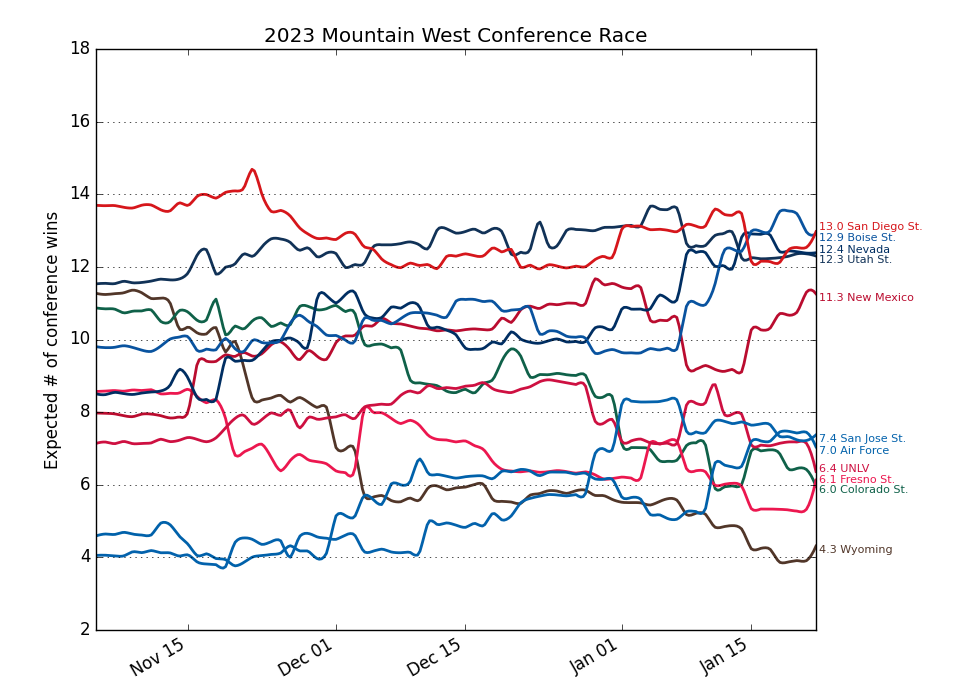 2023 Mountain West Conference Race
Expected # of conference wins
18
16
14
12
10
8
6
4
2
13.0 San Diego St.
12.9 Boise St.
12.4 Nevada
12.3 Utah St.
11.3 New Mexico
7.4 San Jose St.
7.0 Air Force
6.4 UNLV
6.1 Fresno St.
6.0 Colorado St.
4.3 Wyoming
Nov 15
Dec 01
Dec 15
Jan 01
Jan 15